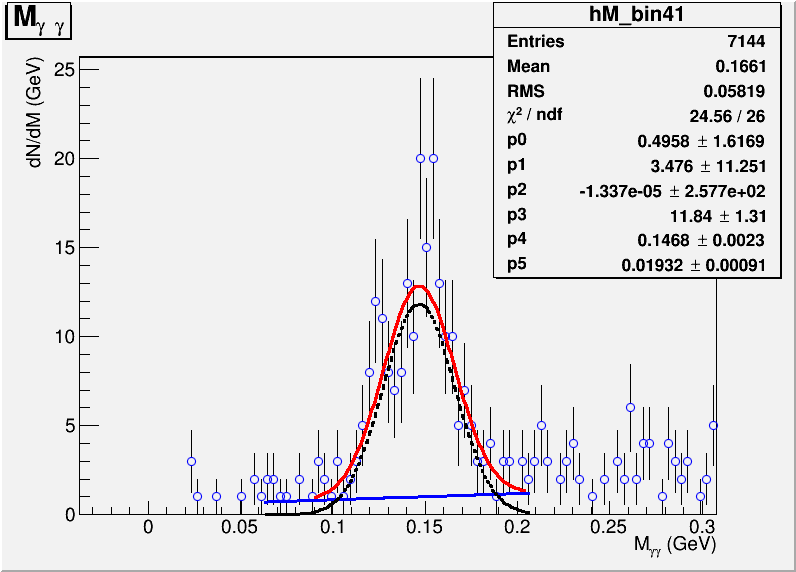 Mγ γ
hM_bin41
Entries 7144
Mean 0.1661
RMS 0.05819
χ² / ndf 24.56 / 26
p0 0.4958 ± 1.6169
p1 3.476 ± 11.251
p2 -1.337e-05 ± 2.577e+02
p3 11.84 ± 1.31
p4 0.1468 ± 0.0023
p5 0.01932 ± 0.00091
dN/dM (GeV)
25
20
15
10
5
0
0 0.05 0.1 0.15 0.2 0.25 0.3
Mγγ (GeV)